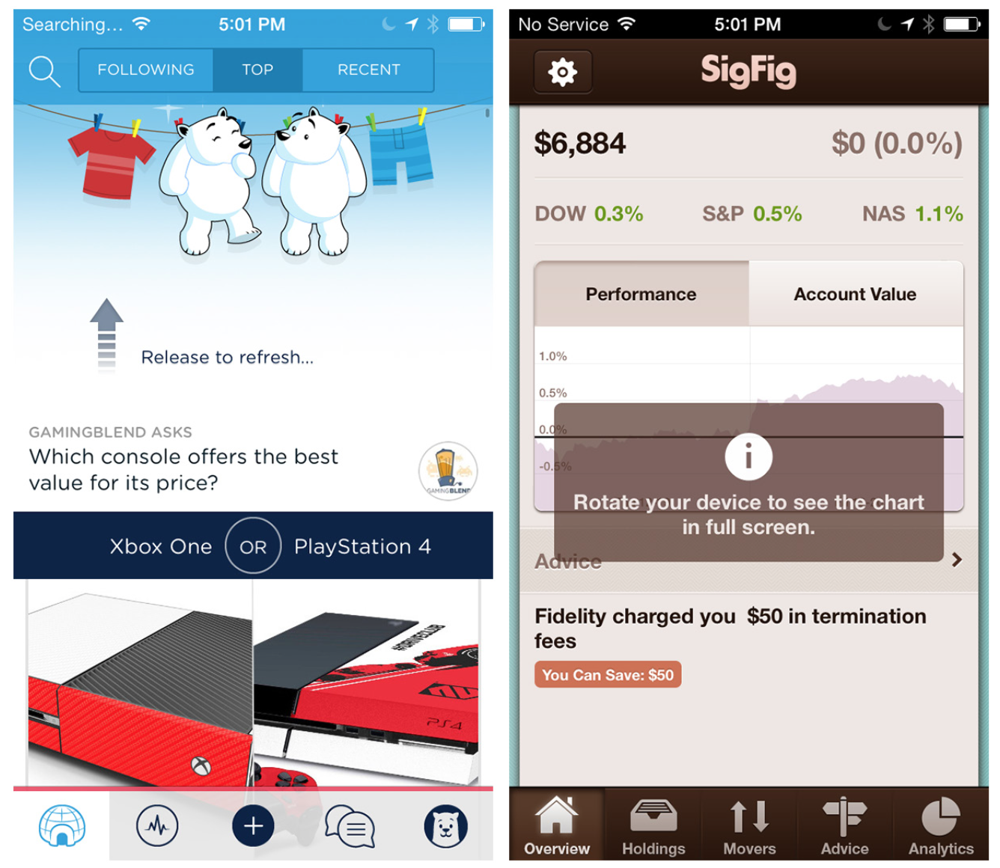 Searching... 5:01 PM
FOLLOWING TOP RECENT
Release to refresh...
GAMINGBLEND ASKS
Which console offers the best
value for its price?
GAMINGBLEND
Xbox One OR PlayStation 4
#DRIVECLUB
PS4
No Service 5:01 PM
SigFig
$6,884 $0 (0.0%)
DOW 0.3% S&P 0.5% NAS 1.1%
Performance Account Value
1.0%
0.5%
0.0%
-0.5%
i
Rotate your device to see the chart
in full screen.
Advice
Fidelity charged you $50 in termination
fees
You Can Save: $50
Overview Holdings Movers Advice Analytics